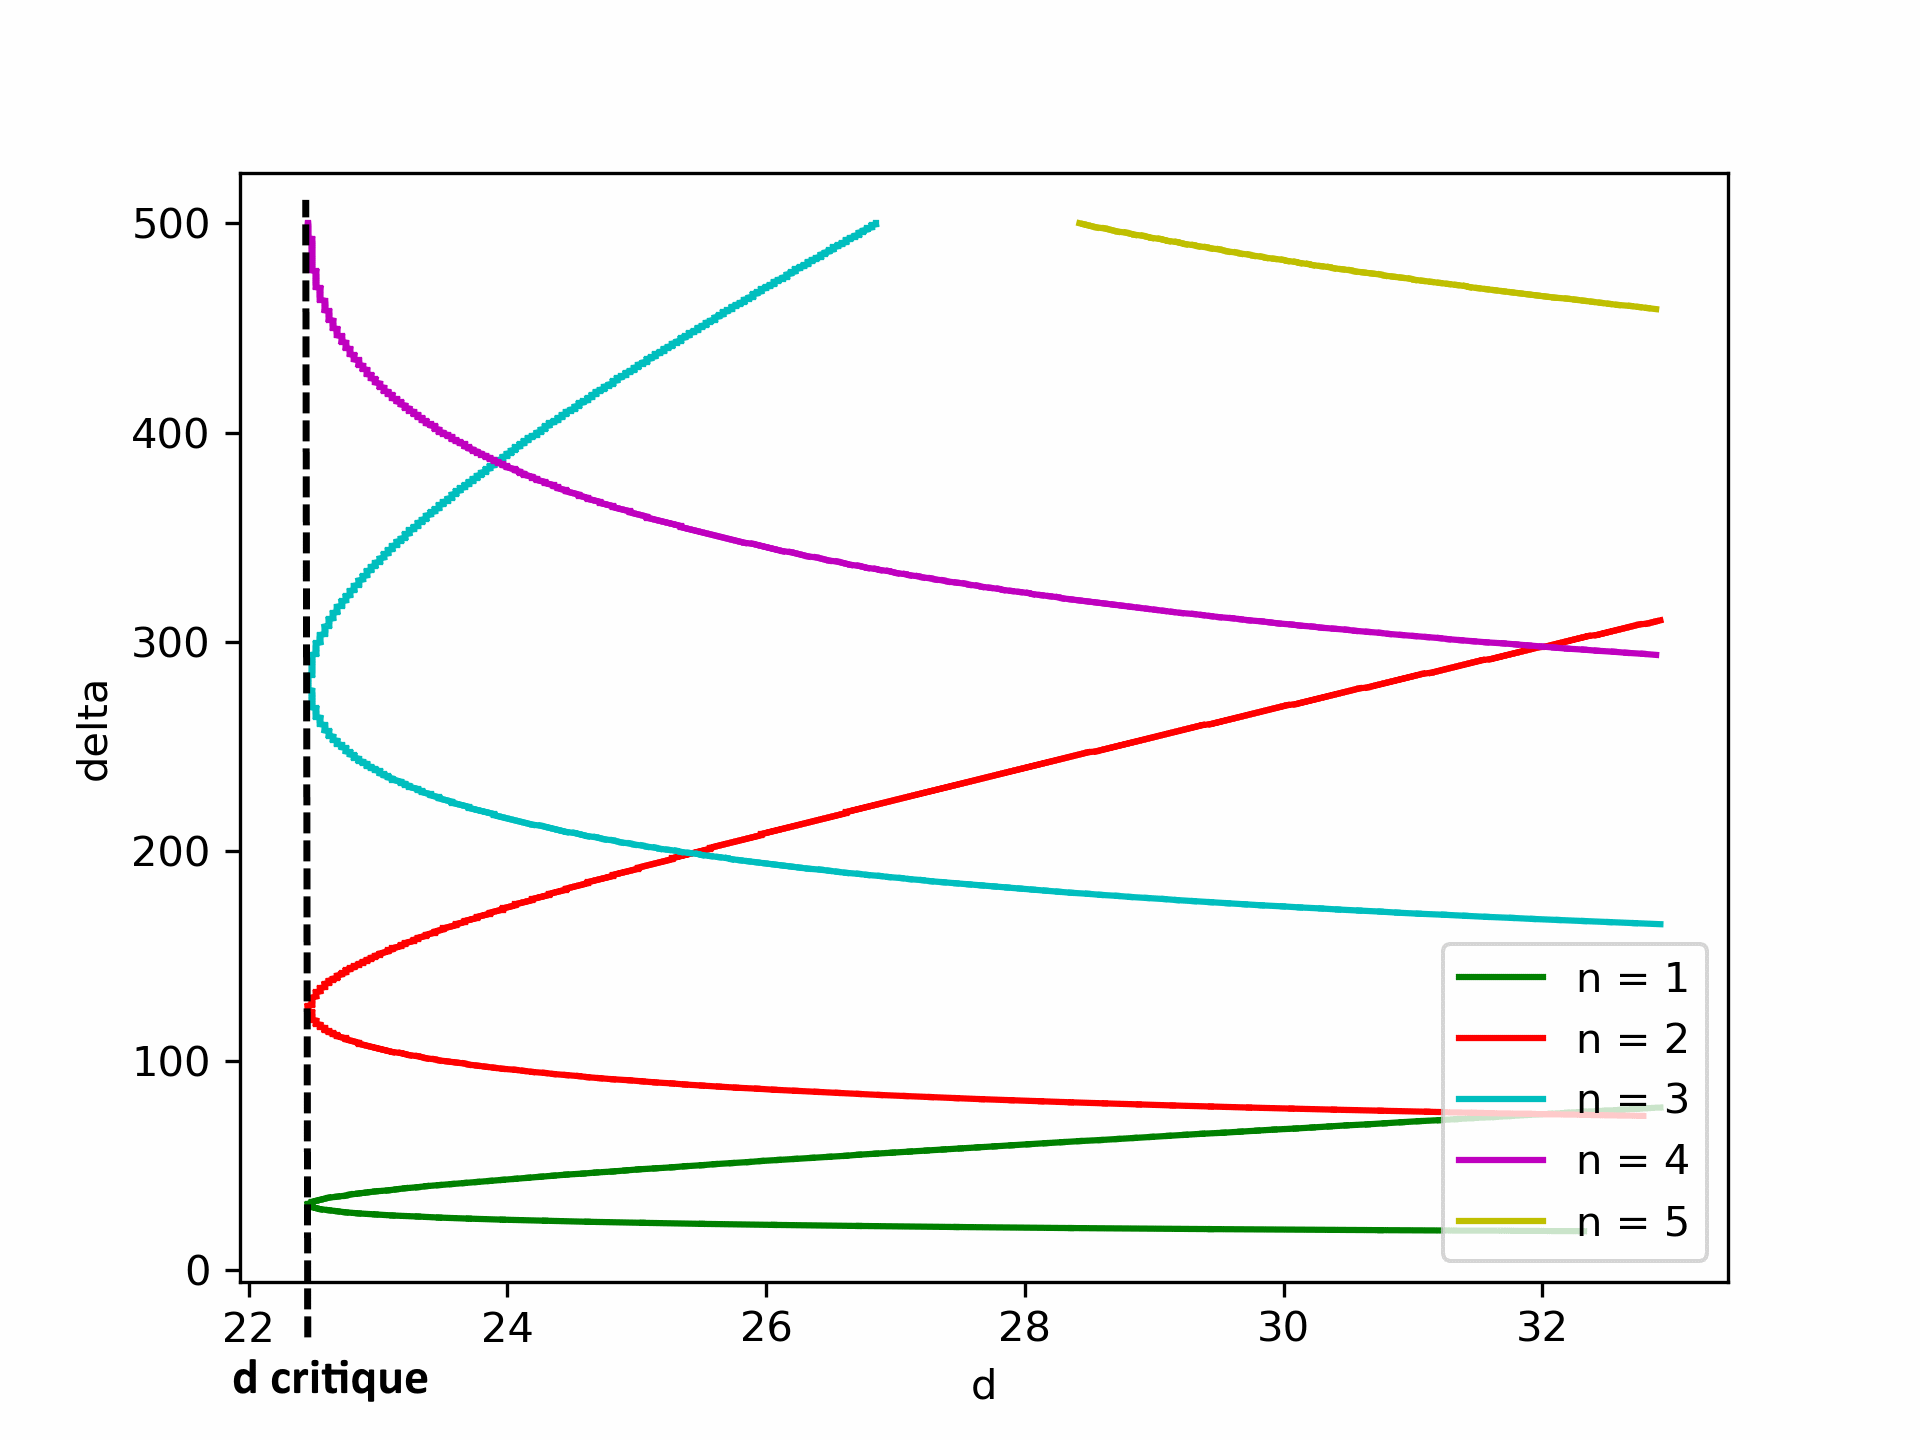 500
400
300
200
100
0
delta
22 24 26 28 30 32
d critique
d
n = 1
n = 2
n = 3
n = 4
n = 5